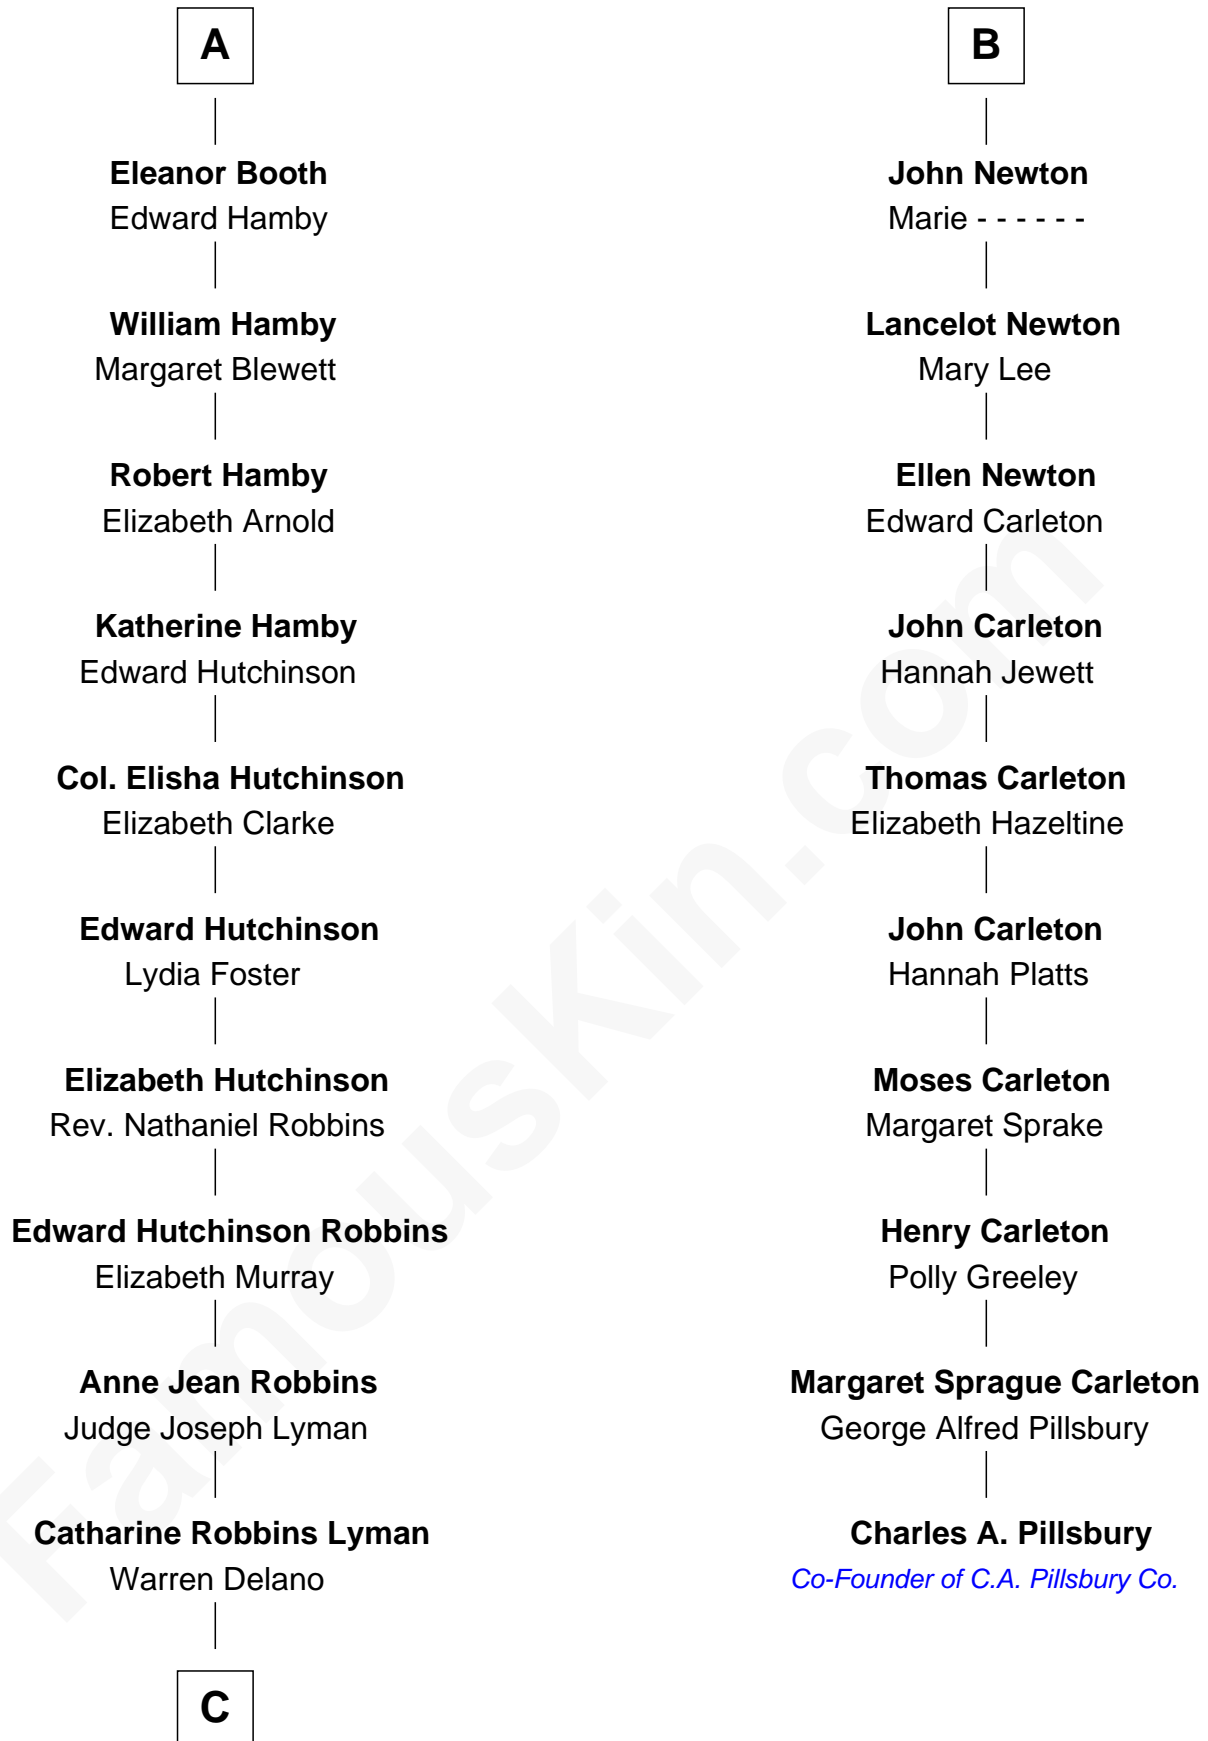 A
Eleanor Booth
Edward Hamby
William Hamby
Margaret Blewett
Robert Hamby
Elizabeth Arnold
Katherine Hamby
Edward Hutchinson
Col. Elisha Hutchinson
Elizabeth Clarke
Edward Hutchinson
Lydia Foster
Elizabeth Hutchinson
Rev. Nathaniel Robbins
Edward Hutchinson Robbins
Elizabeth Murray
Anne Jean Robbins
Judge Joseph Lyman
Catharine Robbins Lyman
Warren Delano
C
B
John Newton
Marie - - - - - -
Lancelot Newton
Mary Lee
Ellen Newton
Edward Carleton
John Carleton
Hannah Jewett
Thomas Carleton
Elizabeth Hazeltine
John Carleton
Hannah Platts
Moses Carleton
Margaret Sprake
Henry Carleton
Polly Greeley
Margaret Sprague Carleton
George Alfred Pillsbury
Charles A. Pillsbury
Co-Founder of C.A. Pillsbury Co.
FamousKin.com